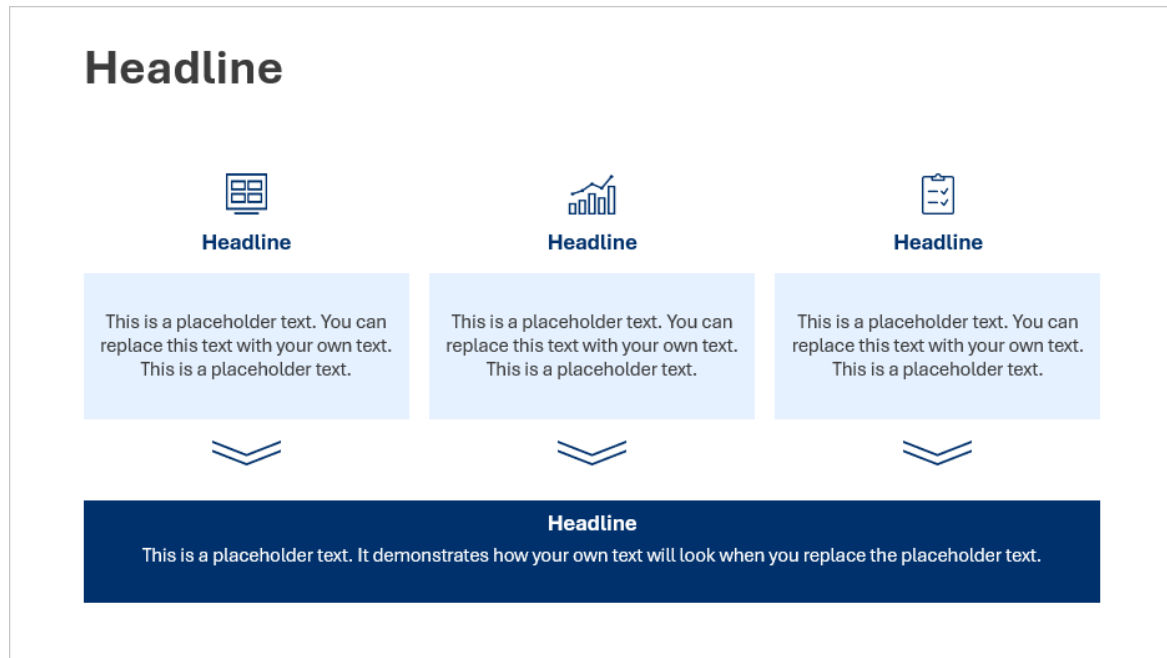 Headline
Headline
This is a placeholder text. You can
replace this text with your own text.
This is a placeholder text.
Headline
This is a placeholder text. You can
replace this text with your own text.
This is a placeholder text.
Headline
This is a placeholder text. You can
replace this text with your own text.
This is a placeholder text.
Headline
This is a placeholder text. It demonstrates how your own text will look when you replace the placeholder text.